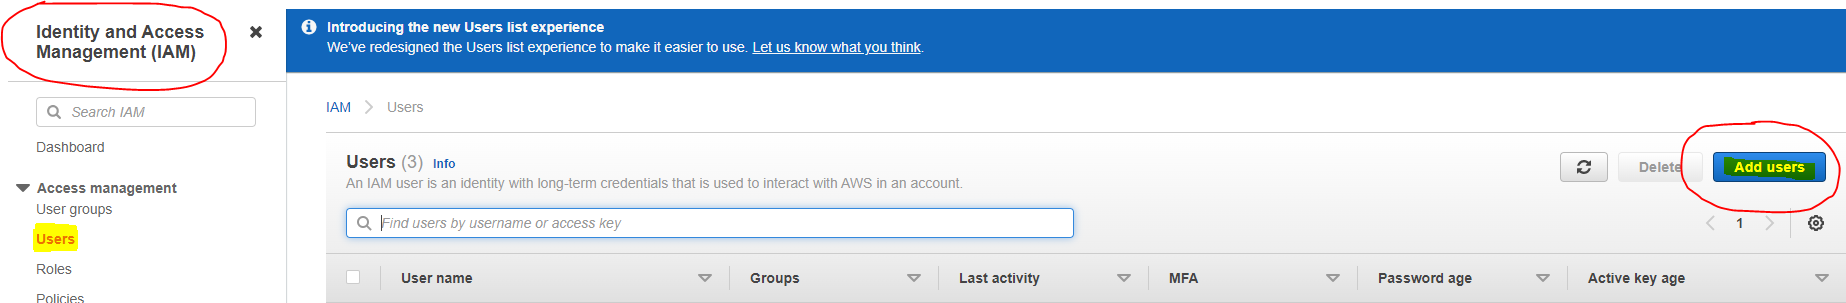 Identity and Access
Management (IAM)
Search IAM
Dashboard
Access management
User groups
Users
Roles
Policies
Introducing the new Users list experience
We've redesigned the Users list experience to make it easier to use. Let us know what you think.
IAM > Users
Users (3) Info
An IAM user is an identity with long-term credentials that is used to interact with AWS in an account.
Delete
Add users
Find users by username or access key
1
User name Groups Last activity MFA Password age Active key age